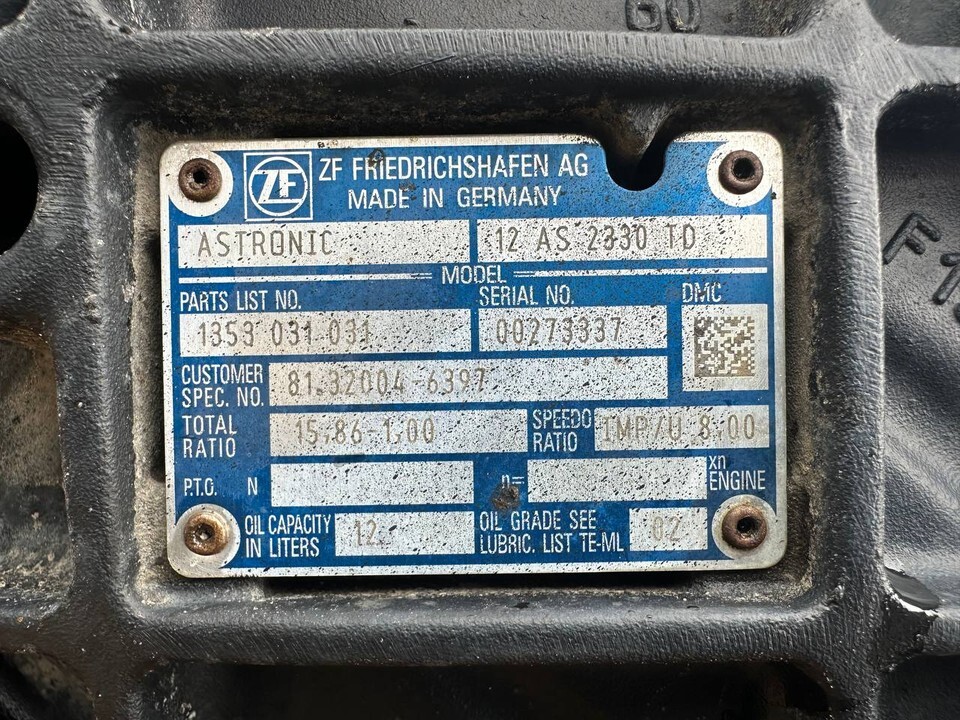 60
ZF
ZF FRIEDRICHSHAFEN AG
MADE IN GERMANY
ASTRONIC
12 AS 2330 TD
MODEL
PARTS LIST NO.
SERIAL NO.
DMC
1353 031 031
00273337
CUSTOMER
SPEC. NO.
81.32004-6397
TOTAL
RATIO
15,86-1,00
SPEEDO
RATIO
IMP/U 8,00
P.T.O. N
n=
xn
ENGINE
OIL CAPACITY
IN LITERS
12
OIL GRADE SEE
LUBRIC. LIST TE-ML
02